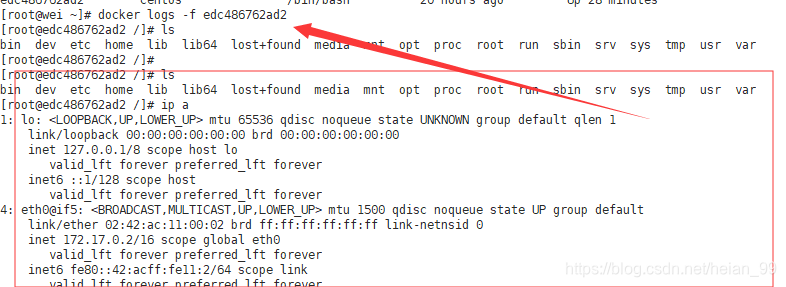 edc486762ad2 centos "/bin/bash" 20 hours ago Up 28 minutes
[root@wei ~]# docker logs -f edc486762ad2
[root@edc486762ad2 /]# ls
bin dev etc home lib lib64 lost+found media mnt opt proc root run sbin srv sys tmp usr var
[root@edc486762ad2 /]#
[root@edc486762ad2 /]# ls
bin dev etc home lib lib64 lost+found media mnt opt proc root run sbin srv sys tmp usr var
[root@edc486762ad2 /]# ip a
1: lo: <LOOPBACK,UP,LOWER_UP> mtu 65536 qdisc noqueue state UNKNOWN group default qlen 1
link/loopback 00:00:00:00:00:00 brd 00:00:00:00:00:00
inet 127.0.0.1/8 scope host lo
valid_lft forever preferred_lft forever
inet6 ::1/128 scope host
valid_lft forever preferred_lft forever
4: eth0@if5: <BROADCAST,MULTICAST,UP,LOWER_UP> mtu 1500 qdisc noqueue state UP group default
link/ether 02:42:ac:11:00:02 brd ff:ff:ff:ff:ff:ff link-netnsid 0
inet 172.17.0.2/16 scope global eth0
valid_lft forever preferred_lft forever
inet6 fe80::42:acff:fe11:2/64 scope link
valid_lft forever preferred_lft forever
https://blog.csdn.net/heian_99